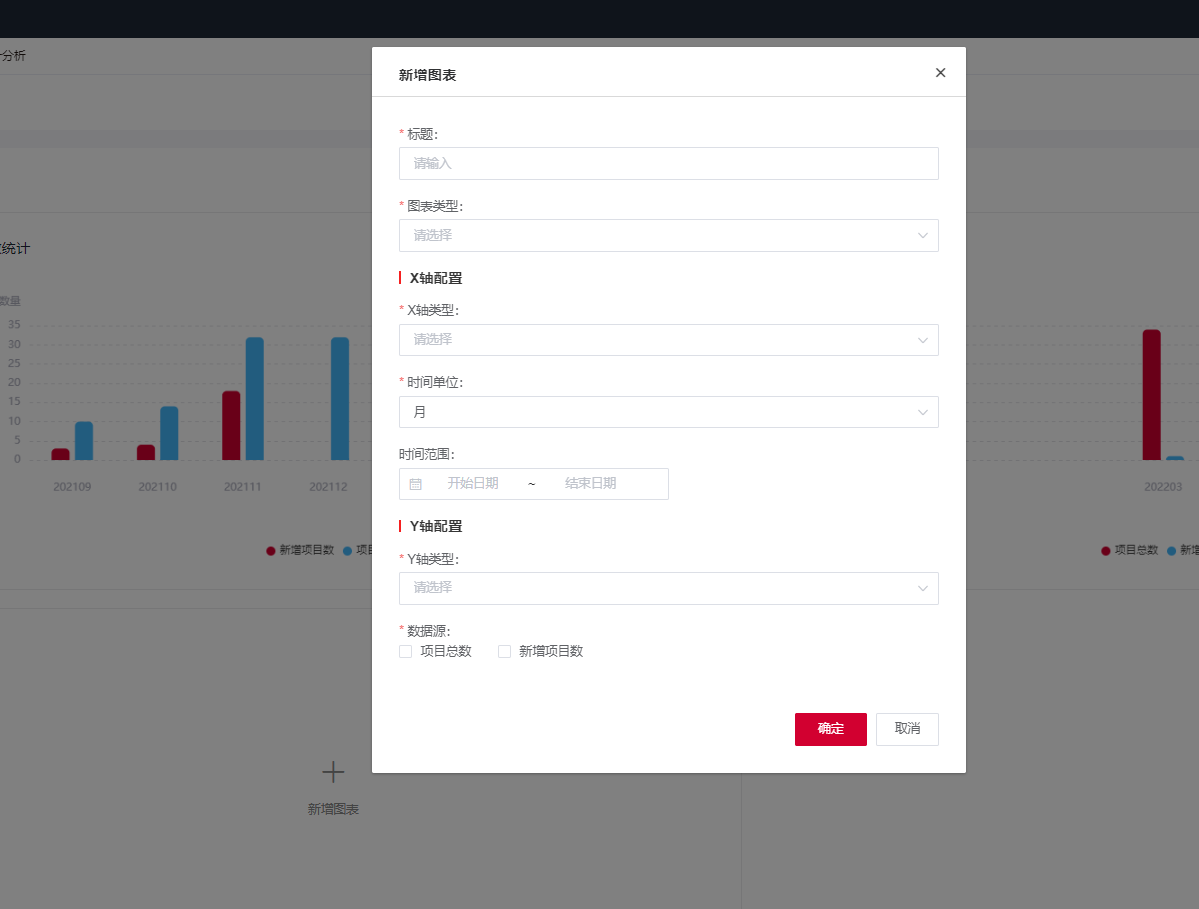 分析
新增图表
* 标题:
请输入
* 图表类型:
请选择
统计
X轴配置
数量
* X轴类型:
35
请选择
30
25
20
* 时间单位:
15
月
10
5
时间范围:
0
开始日期 ~ 结束日期
202109 202110 202111 202112
202203
Y轴配置
新增项目数 项目
项目总数 新增
* Y轴类型:
请选择
* 数据源:
项目总数 新增项目数
确定 取消
新增图表